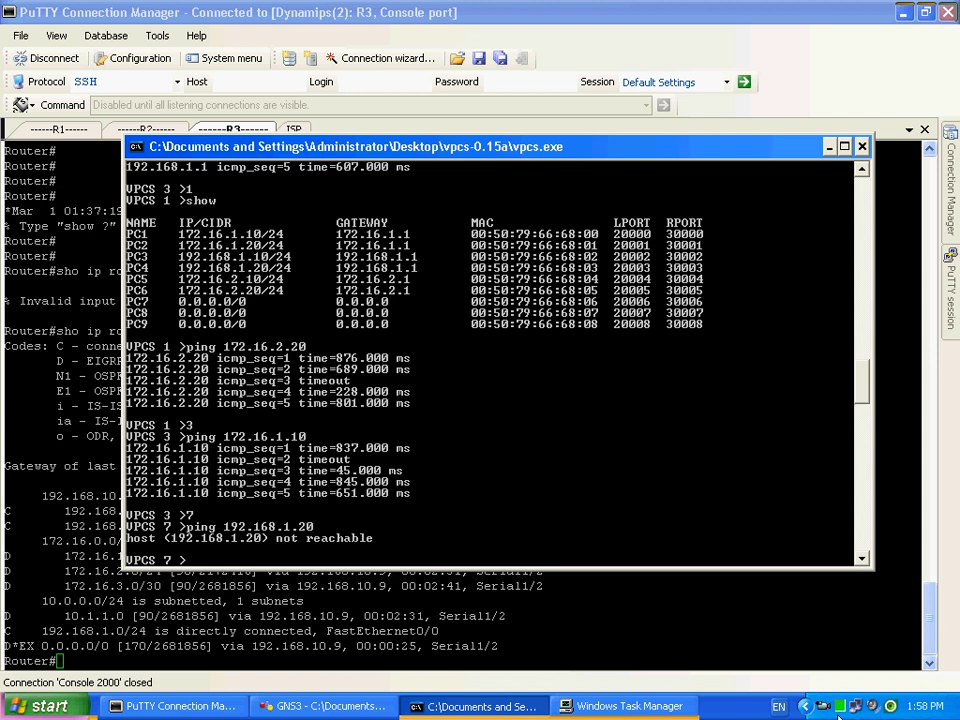 PuTTY Connection Manager - Connected to [Dynamips(2): R3, Console port]
File View Database Tools Help
Disconnect Configuration System menu Connection wizard...
Protocol SSH Host Login Password Session Default Settings
Command Disabled until all listening connections are visible.
------R1------ ------R2------ ------R3------ ISP
Router#
Router#
Router#
Router#
*Mar 1 01:37:19
% Type "show ?"
Router#
Router#
Router#sho ip ro
% Invalid input
Router#sho ip ro
Codes: C - conne
D - EIGRP
N1 - OSP
E1 - OSP
i - IS-IS
ia - IS-
o - ODR,
Gateway of last
192.168.10.
C 192.168.
C 192.168.
172.16.0.0/
D 172.16.
D 172.16.3.0/30 [90/2681856] via 192.168.10.9, 00:02:41, Serial1/2
10.0.0.0/24 is subnetted, 1 subnets
D 10.1.1.0 [90/2681856] via 192.168.10.9, 00:02:31, Serial1/2
C 192.168.1.0/24 is directly connected, FastEthernet0/0
D*EX 0.0.0.0/0 [170/2681856] via 192.168.10.9, 00:00:25, Serial1/2
Router#
C:\Documents and Settings\Administrator\Desktop\vpcs-0.15a\vpcs.exe
192.168.1.1 icmp_seq=5 time=607.000 ms
VPCS 3 >1
VPCS 1 >show
NAME IP/CIDR GATEWAY MAC LPORT RPORT
PC1 172.16.1.10/24 172.16.1.1 00:50:79:66:68:00 20000 30000
PC2 172.16.1.20/24 172.16.1.1 00:50:79:66:68:01 20001 30001
PC3 192.168.1.10/24 192.168.1.1 00:50:79:66:68:02 20002 30002
PC4 192.168.1.20/24 192.168.1.1 00:50:79:66:68:03 20003 30003
PC5 172.16.2.10/24 172.16.2.1 00:50:79:66:68:04 20004 30004
PC6 172.16.2.20/24 172.16.2.1 00:50:79:66:68:05 20005 30005
PC7 0.0.0.0/0 0.0.0.0 00:50:79:66:68:06 20006 30006
PC8 0.0.0.0/0 0.0.0.0 00:50:79:66:68:07 20007 30007
PC9 0.0.0.0/0 0.0.0.0 00:50:79:66:68:08 20008 30008
VPCS 1 >ping 172.16.2.20
172.16.2.20 icmp_seq=1 time=876.000 ms
172.16.2.20 icmp_seq=2 time=689.000 ms
172.16.2.20 icmp_seq=3 timeout
172.16.2.20 icmp_seq=4 time=228.000 ms
172.16.2.20 icmp_seq=5 time=801.000 ms
VPCS 1 >3
VPCS 3 >ping 172.16.1.10
172.16.1.10 icmp_seq=1 time=837.000 ms
172.16.1.10 icmp_seq=2 timeout
172.16.1.10 icmp_seq=3 time=45.000 ms
172.16.1.10 icmp_seq=4 time=845.000 ms
172.16.1.10 icmp_seq=5 time=651.000 ms
VPCS 3 >7
VPCS 7 >ping 192.168.1.20
host (192.168.1.20) not reachable
VPCS 7 >
Connection Manager
PuTTY session
Connection 'Console 2000' closed
start PuTTY Connection Ma... GNS3 - C:\Documents... C:\Documents and Se... Windows Task Manager EN 1:58 PM